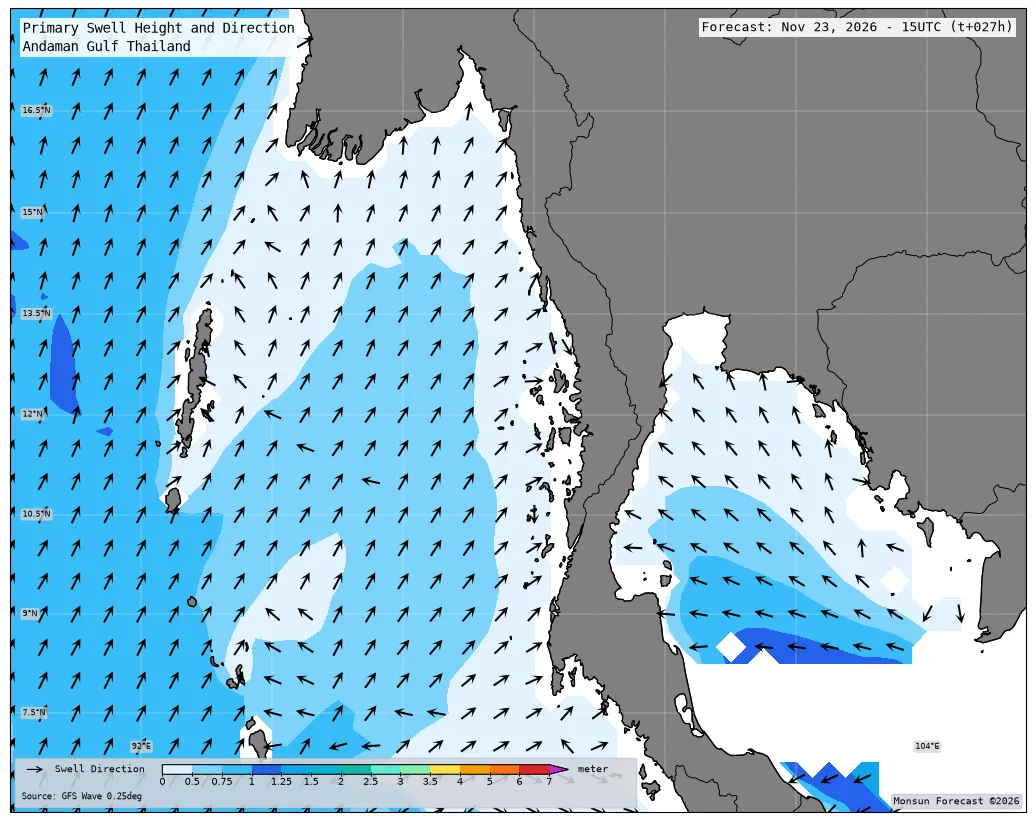 Primary Swell Height and Direction
Andaman Gulf Thailand
Forecast: Nov 23, 2026 - 15UTC (t+027h)
16.5°N
15°N
13.5°N
12°N
10.5°N
9°N
7.5°N
92°E
104°E
Swell Direction
0 0.5 0.75 1 1.25 1.5 2 2.5 3 3.5 4 5 6 7 meter
Source: GFS Wave 0.25deg
Monsun Forecast ©2026